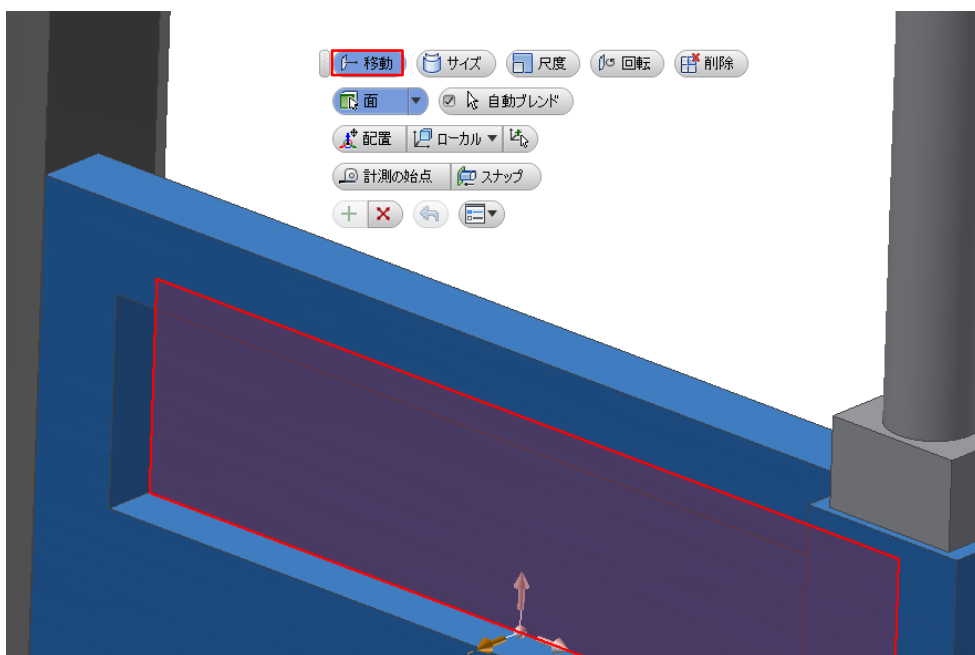 移動 サイズ 尺度 回転 削除
面 自動ブレンド
配置 ローカル
計測の始点 スナップ